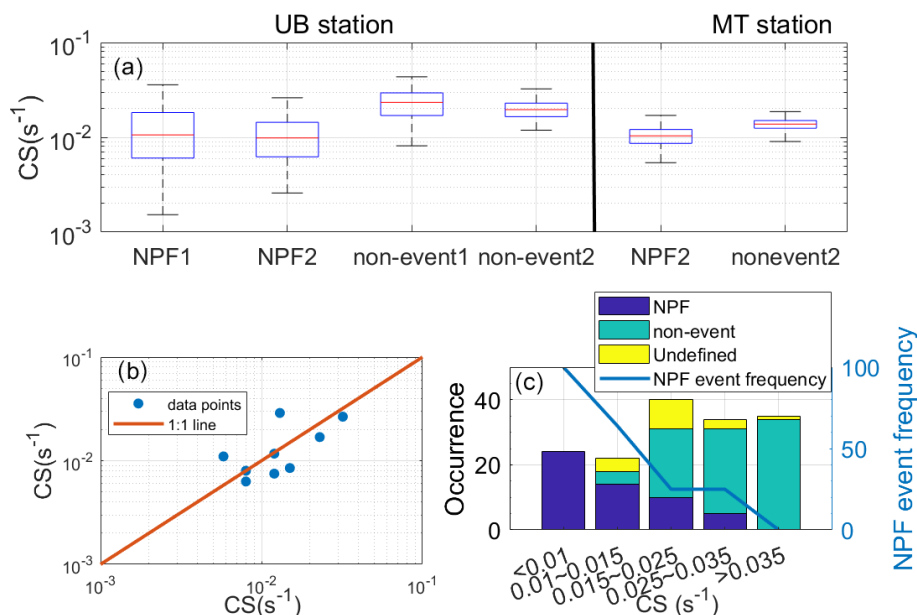 UB station MT station
(a)
CS(s⁻¹)
10⁻¹
10⁻²
10⁻³
NPF1 NPF2 non-event1 non-event2 NPF2 nonevent2
(b)
CS(s⁻¹)
10⁻¹
10⁻²
10⁻³
data points
1:1 line
10⁻³ 10⁻² 10⁻¹
CS(s⁻¹)
NPF
non-event
Undefined
NPF event frequency
(c)
Occurrence
40
20
0
100
50
0
NPF event frequency
<0.01
0.01~0.015
0.015~0.025
0.025~0.035
>0.035
CS (s⁻¹)